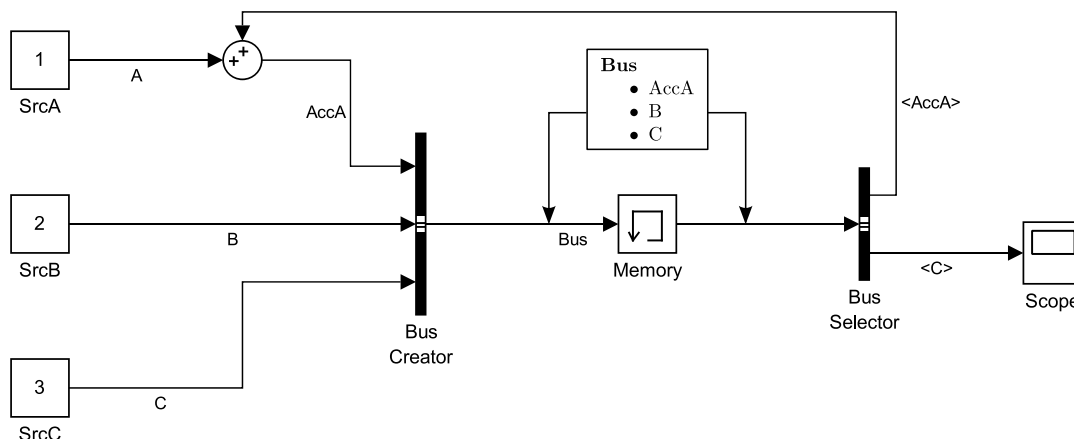 1
A
SrcA
+
+
AccA
Bus
• AccA
• B
• C
<AccA>
2
B
SrcB
Bus
Memory
<C>
Bus
Selector
Scope
Bus
Creator
3
C
SrcC